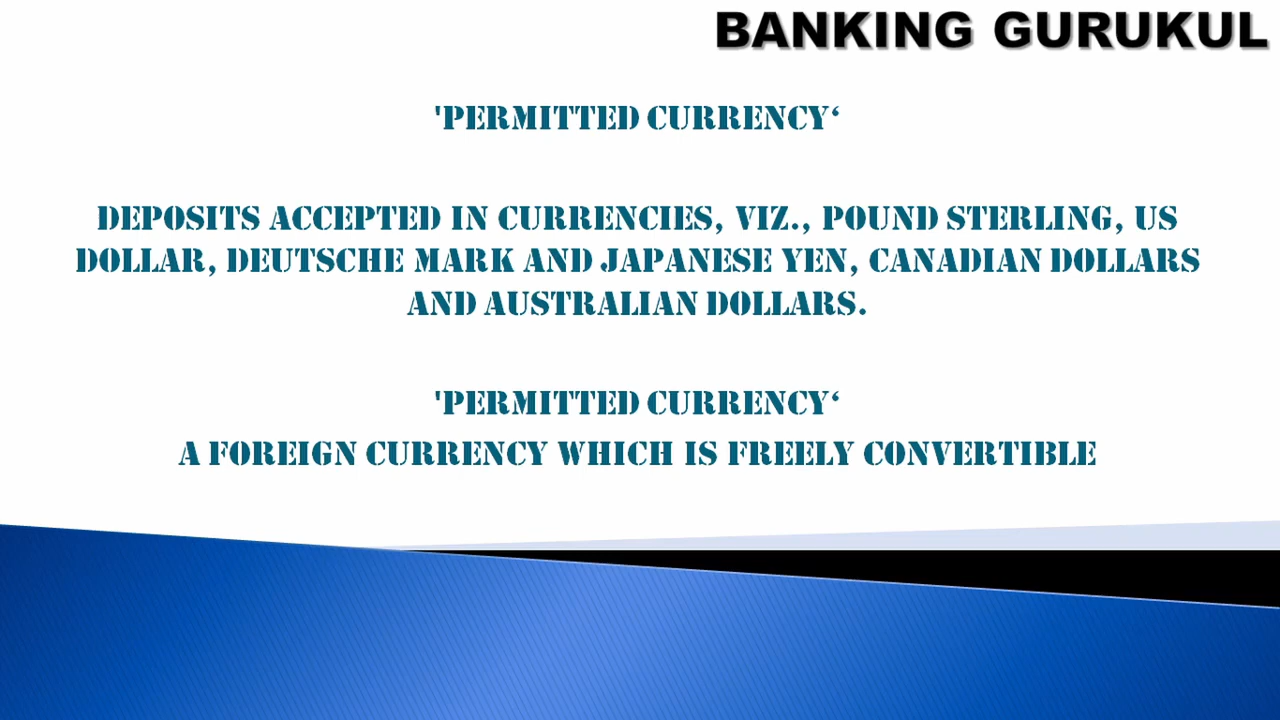 BANKING GURUKUL
'PERMITTED CURRENCY‘
DEPOSITS ACCEPTED IN CURRENCIES, VIZ., POUND STERLING, US
DOLLAR, DEUTSCHE MARK AND JAPANESE YEN, CANADIAN DOLLARS
AND AUSTRALIAN DOLLARS.
'PERMITTED CURRENCY‘
A FOREIGN CURRENCY WHICH IS FREELY CONVERTIBLE